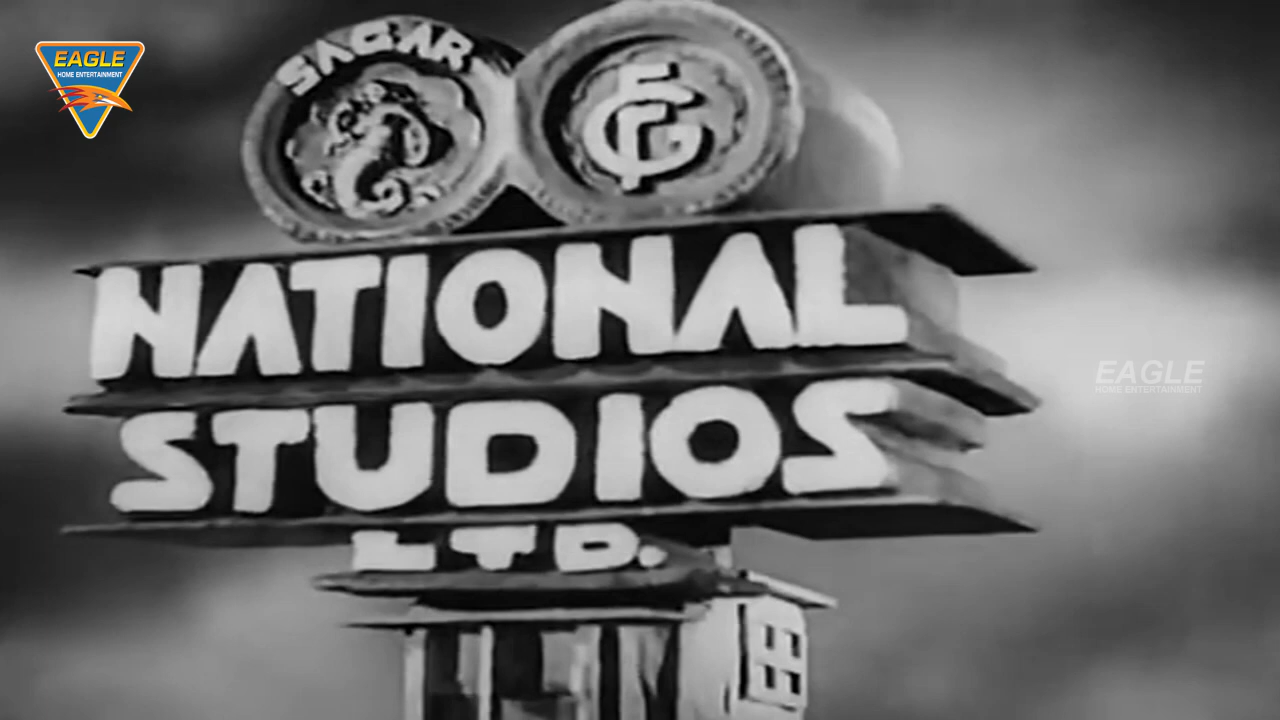 EAGLE
HOME ENTERTAINMENT
SAGAR
NATIONAL
STUDIOS
LTD.
EAGLE
HOME ENTERTAINMENT